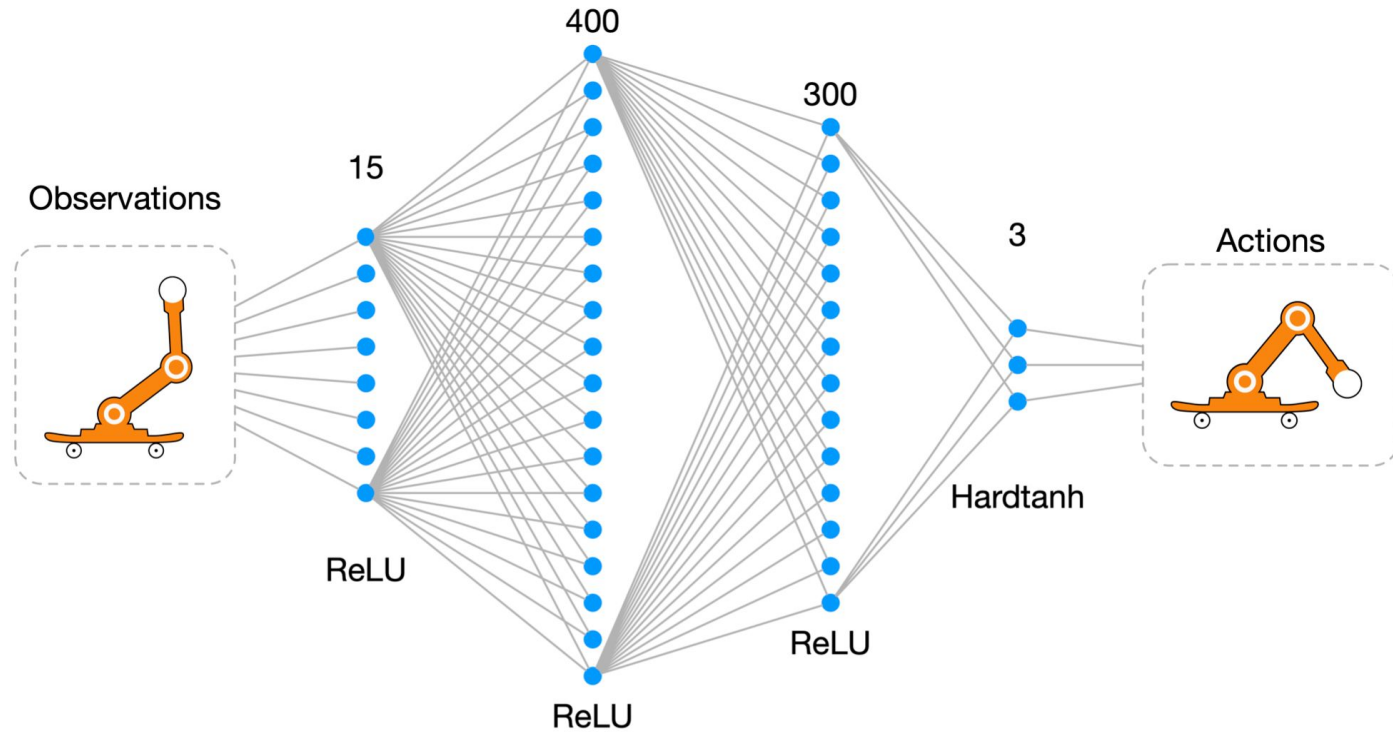 Observations
15
ReLU
400
ReLU
300
ReLU
3
Hardtanh
Actions